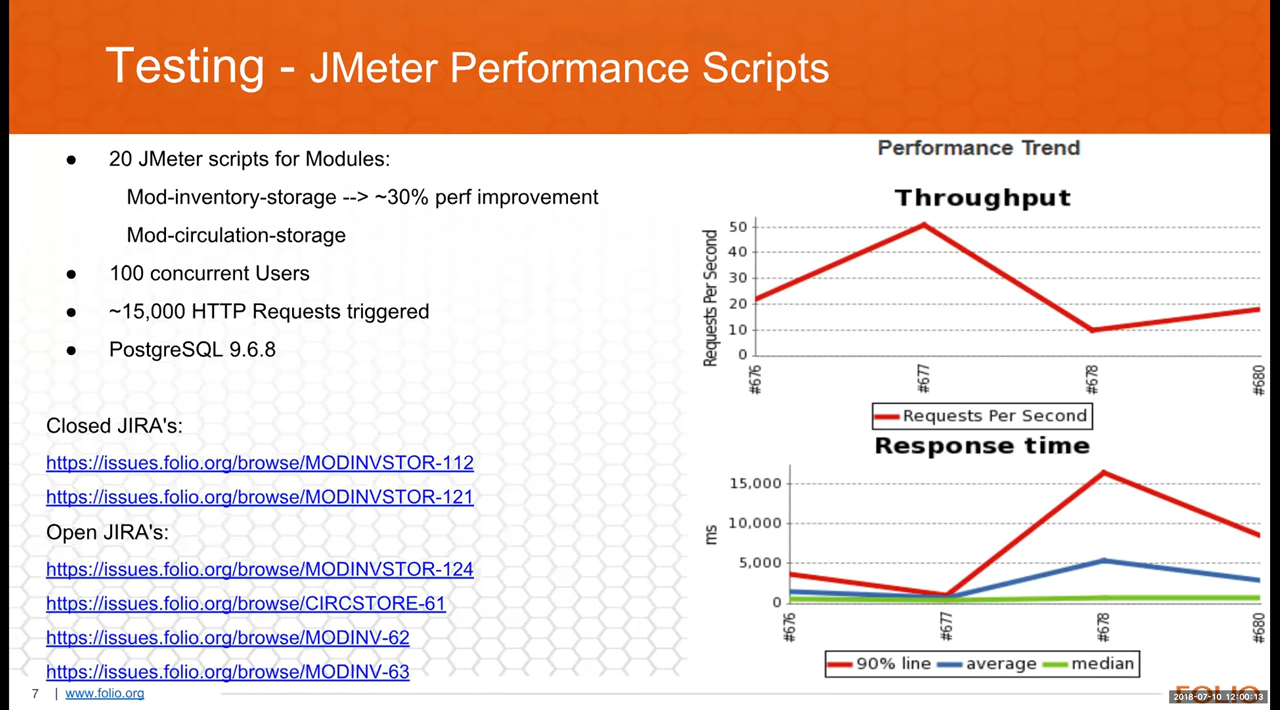 Testing - JMeter Performance Scripts
● 20 JMeter scripts for Modules:
Mod-inventory-storage --> ~30% perf improvement
Mod-circulation-storage
● 100 concurrent Users
● ~15,000 HTTP Requests triggered
● PostgreSQL 9.6.8
Closed JIRA's:
https://issues.folio.org/browse/MODINVSTOR-112
https://issues.folio.org/browse/MODINVSTOR-121
Open JIRA's:
https://issues.folio.org/browse/MODINVSTOR-124
https://issues.folio.org/browse/CIRCSTORE-61
https://issues.folio.org/browse/MODINV-62
https://issues.folio.org/browse/MODINV-63
Performance Trend
Throughput
Requests Per Second
50
40
30
20
10
0
#676 #677 #678 #680
Requests Per Second
Response time
ms
15,000
10,000
5,000
0
#676 #677 #678 #680
90% line average median
7 | www.folio.org
FOLIO
2018-07-10 12:00:13